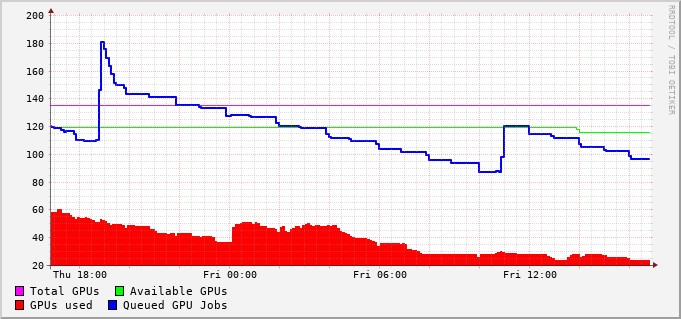 200
180
160
140
120
100
80
60
40
20
Thu 18:00 Fri 00:00 Fri 06:00 Fri 12:00
Total GPUs Available GPUs
GPUs used Queued GPU Jobs
RRDTOOL / TOBI OETIKER